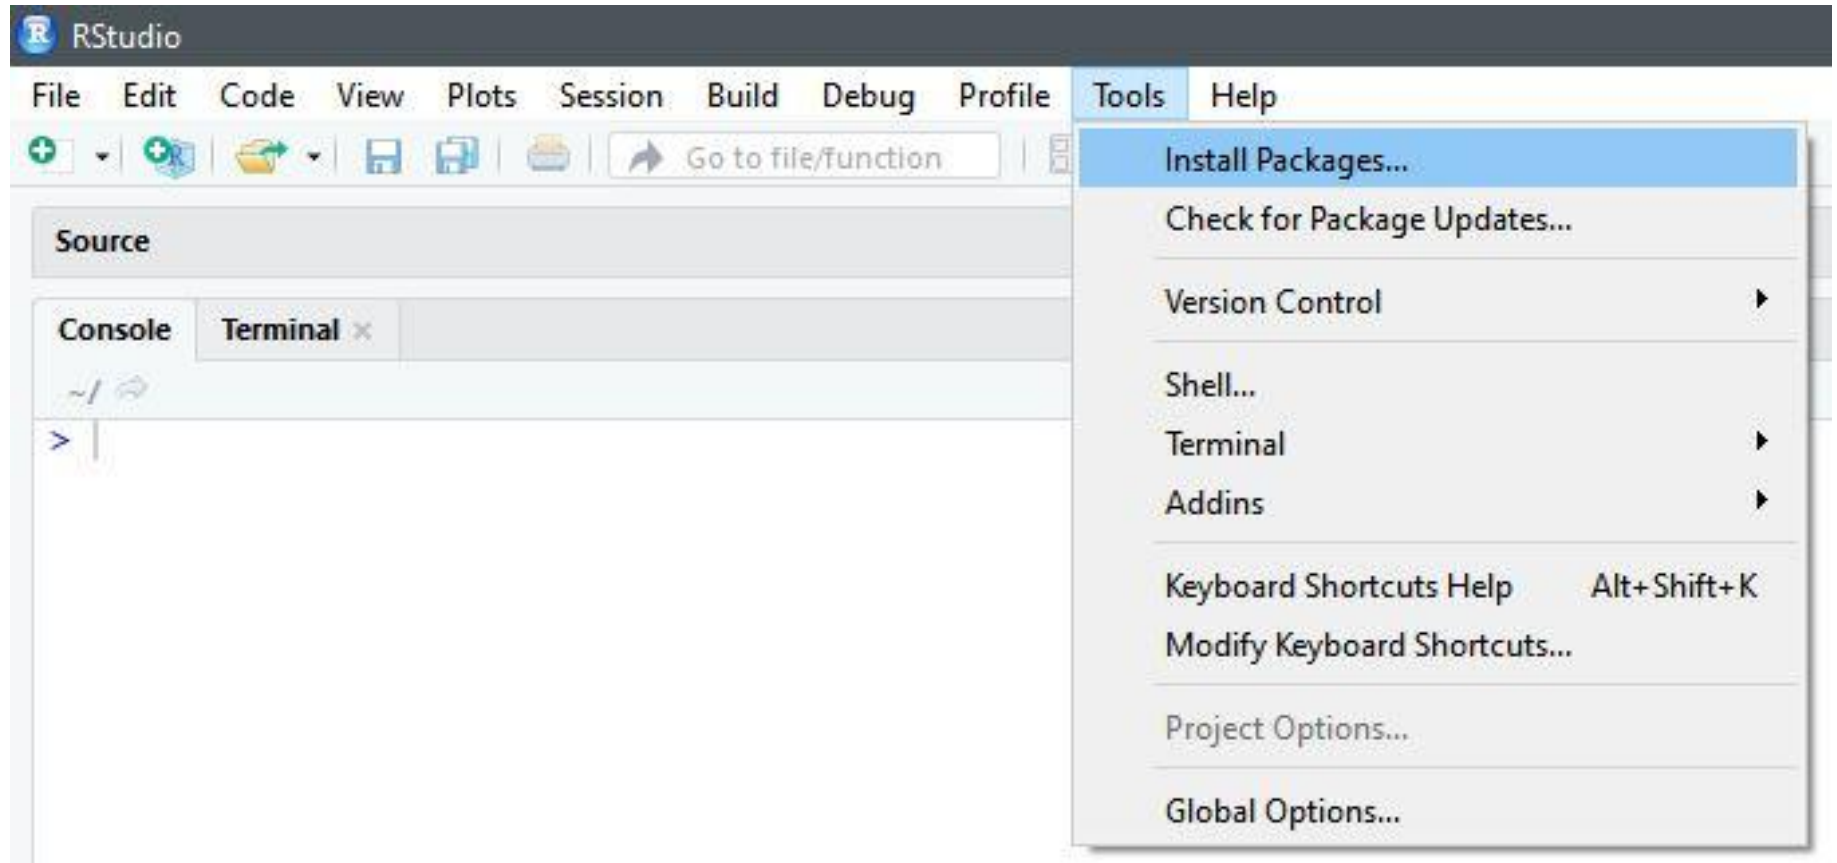 RStudio
File Edit Code View Plots Session Build Debug Profile Tools Help
Go to file/function
Install Packages...
Check for Package Updates...
Version Control
Shell...
Terminal
Addins
Keyboard Shortcuts Help Alt+Shift+K
Modify Keyboard Shortcuts...
Project Options...
Global Options...
Source
Console Terminal ×
~/
>